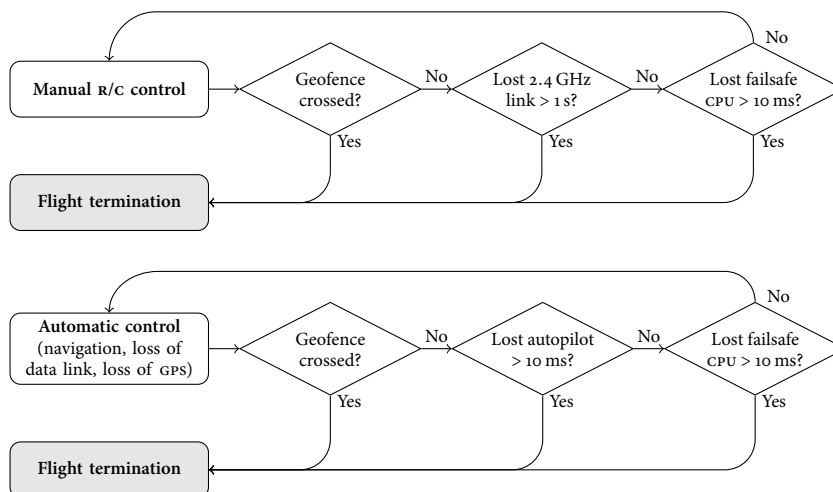 No
Manual R/C control
Geofence
crossed?
No
Lost 2.4 GHz
link > 1 s?
No
Lost failsafe
CPU > 10 ms?
Yes
Yes
Yes
Flight termination
No
Automatic control
(navigation, loss of
data link, loss of GPS)
Geofence
crossed?
No
Lost autopilot
> 10 ms?
No
Lost failsafe
CPU > 10 ms?
Yes
Yes
Yes
Flight termination